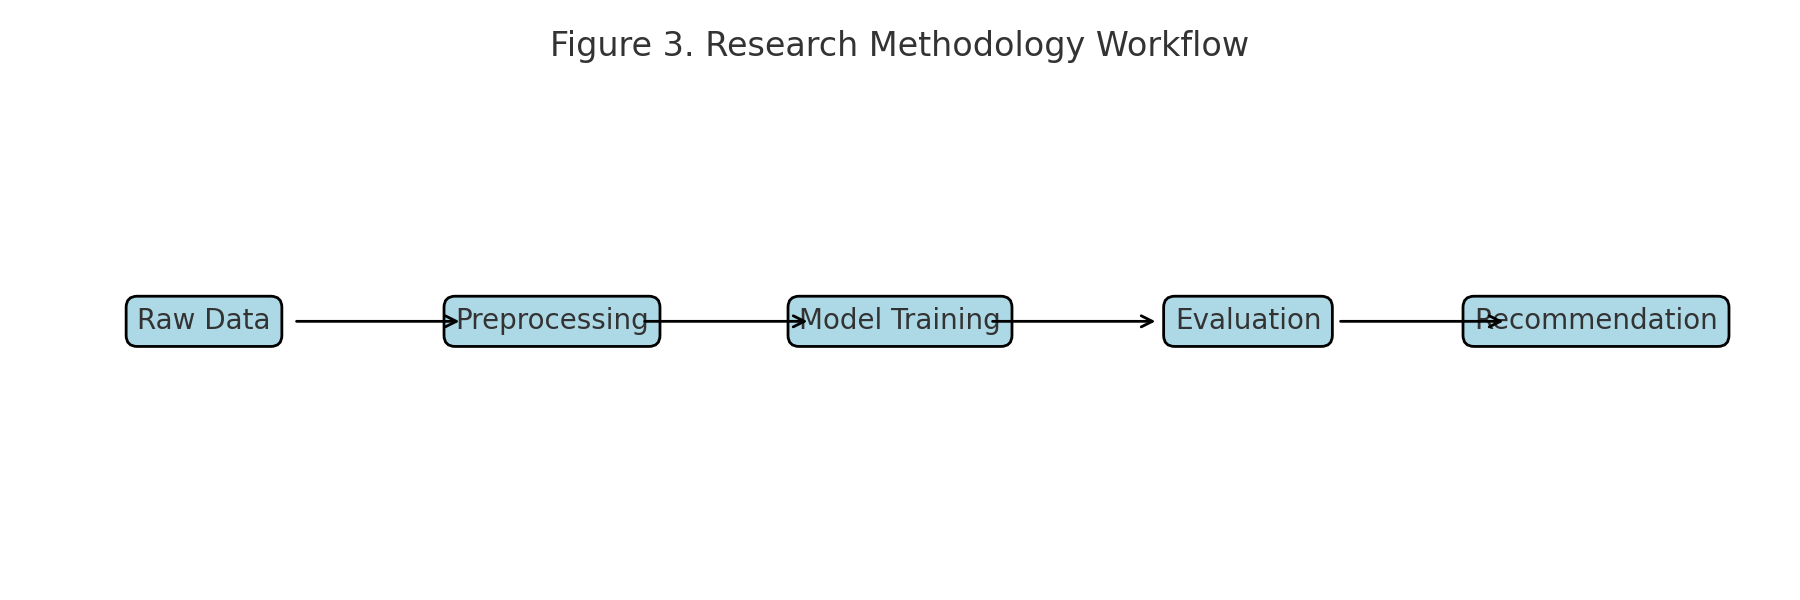 Figure 3. Research Methodology Workflow
Raw Data
Preprocessing
Model Training
Evaluation
Recommendation